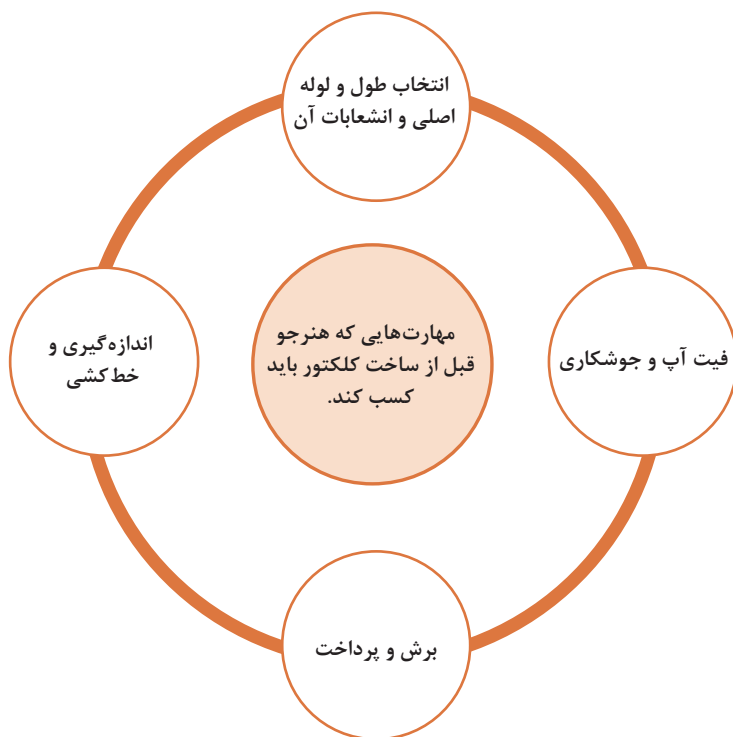 انتخاب طول و لوله
اصلی و انشعابات آن
فیت آپ و جوشکاری
مهارت‌هایی که هنرجو
قبل از ساخت کلکتور باید
کسب کند.
اندازه‌گیری و
خط‌کشی
برش و پرداخت